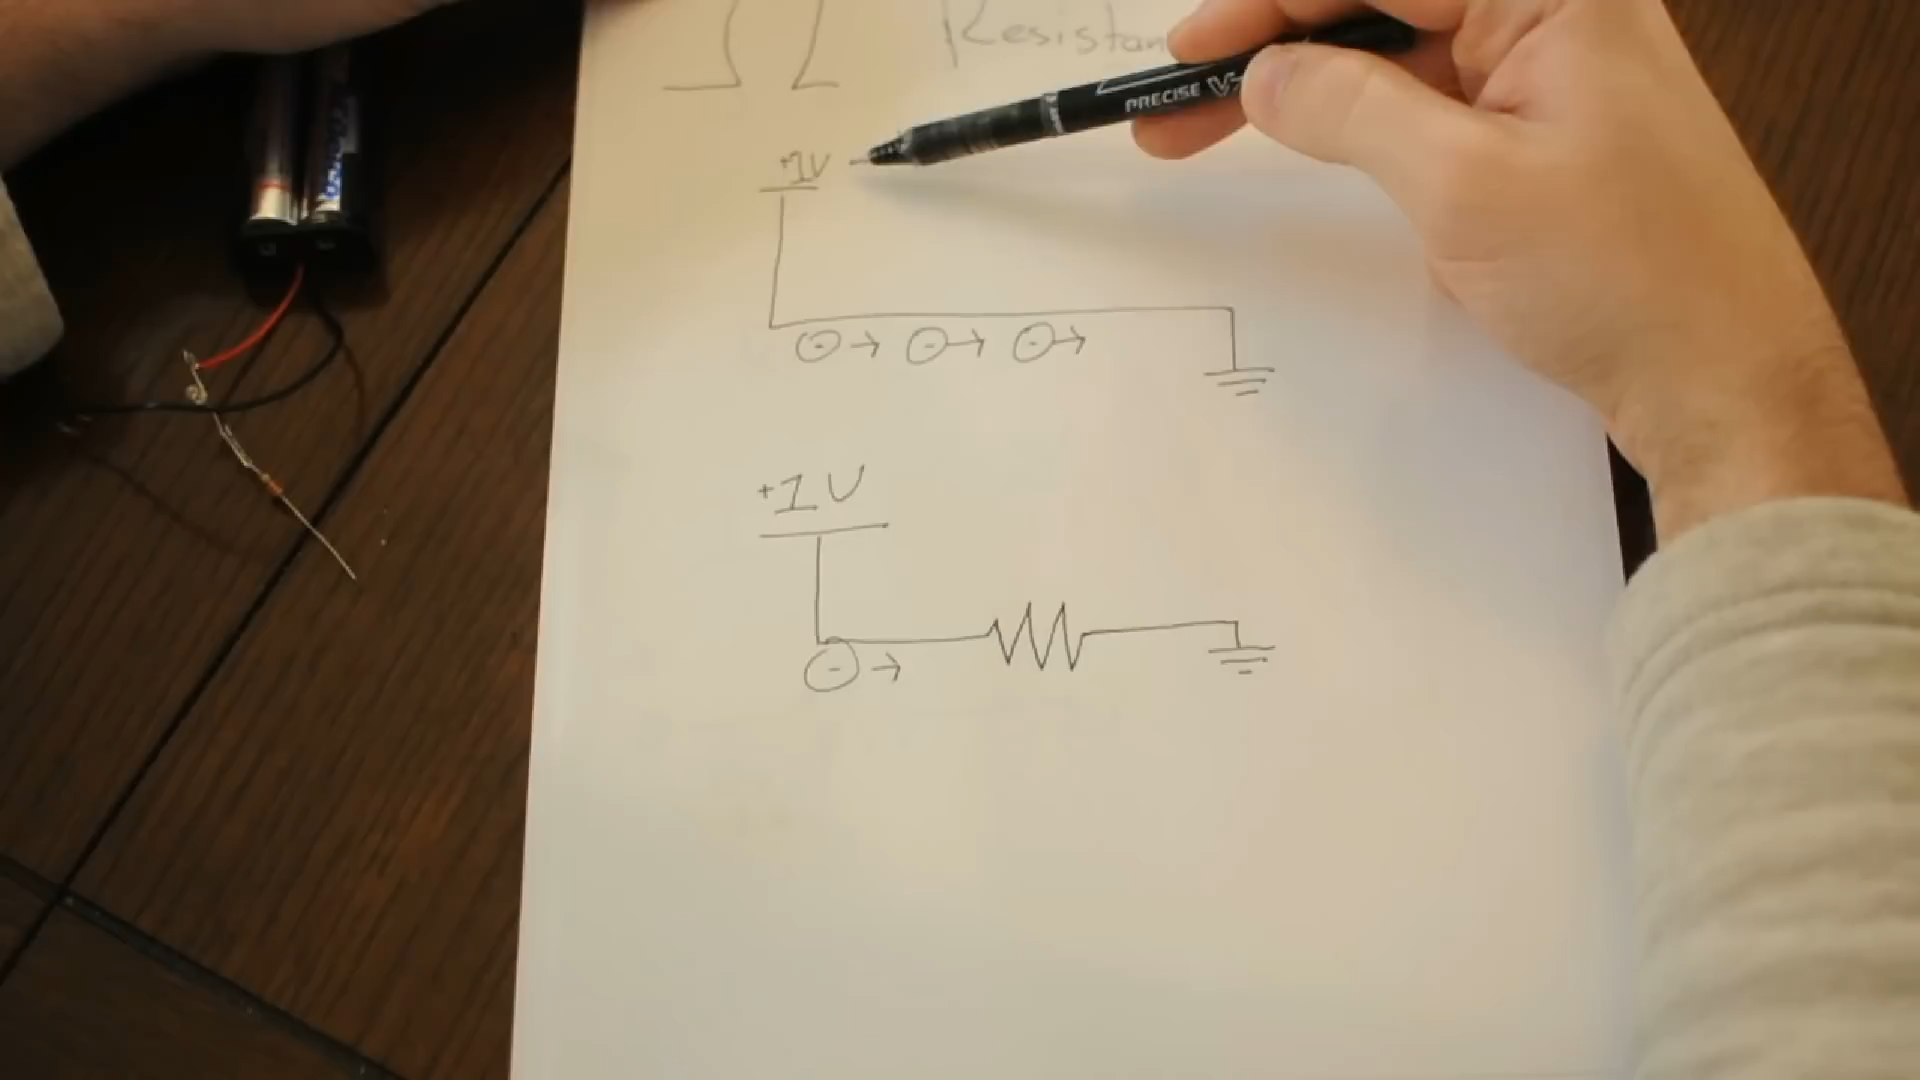 Ω Resistan
PRECISE V
+1V
+1V